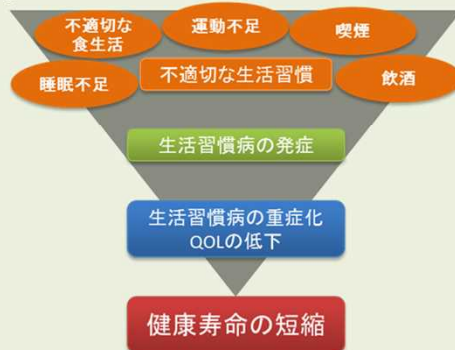 不適切な
食生活
運動不足
喫煙
睡眠不足
不適切な生活習慣
飲酒
生活習慣病の発症
生活習慣病の重症化
QOLの低下
健康寿命の短縮